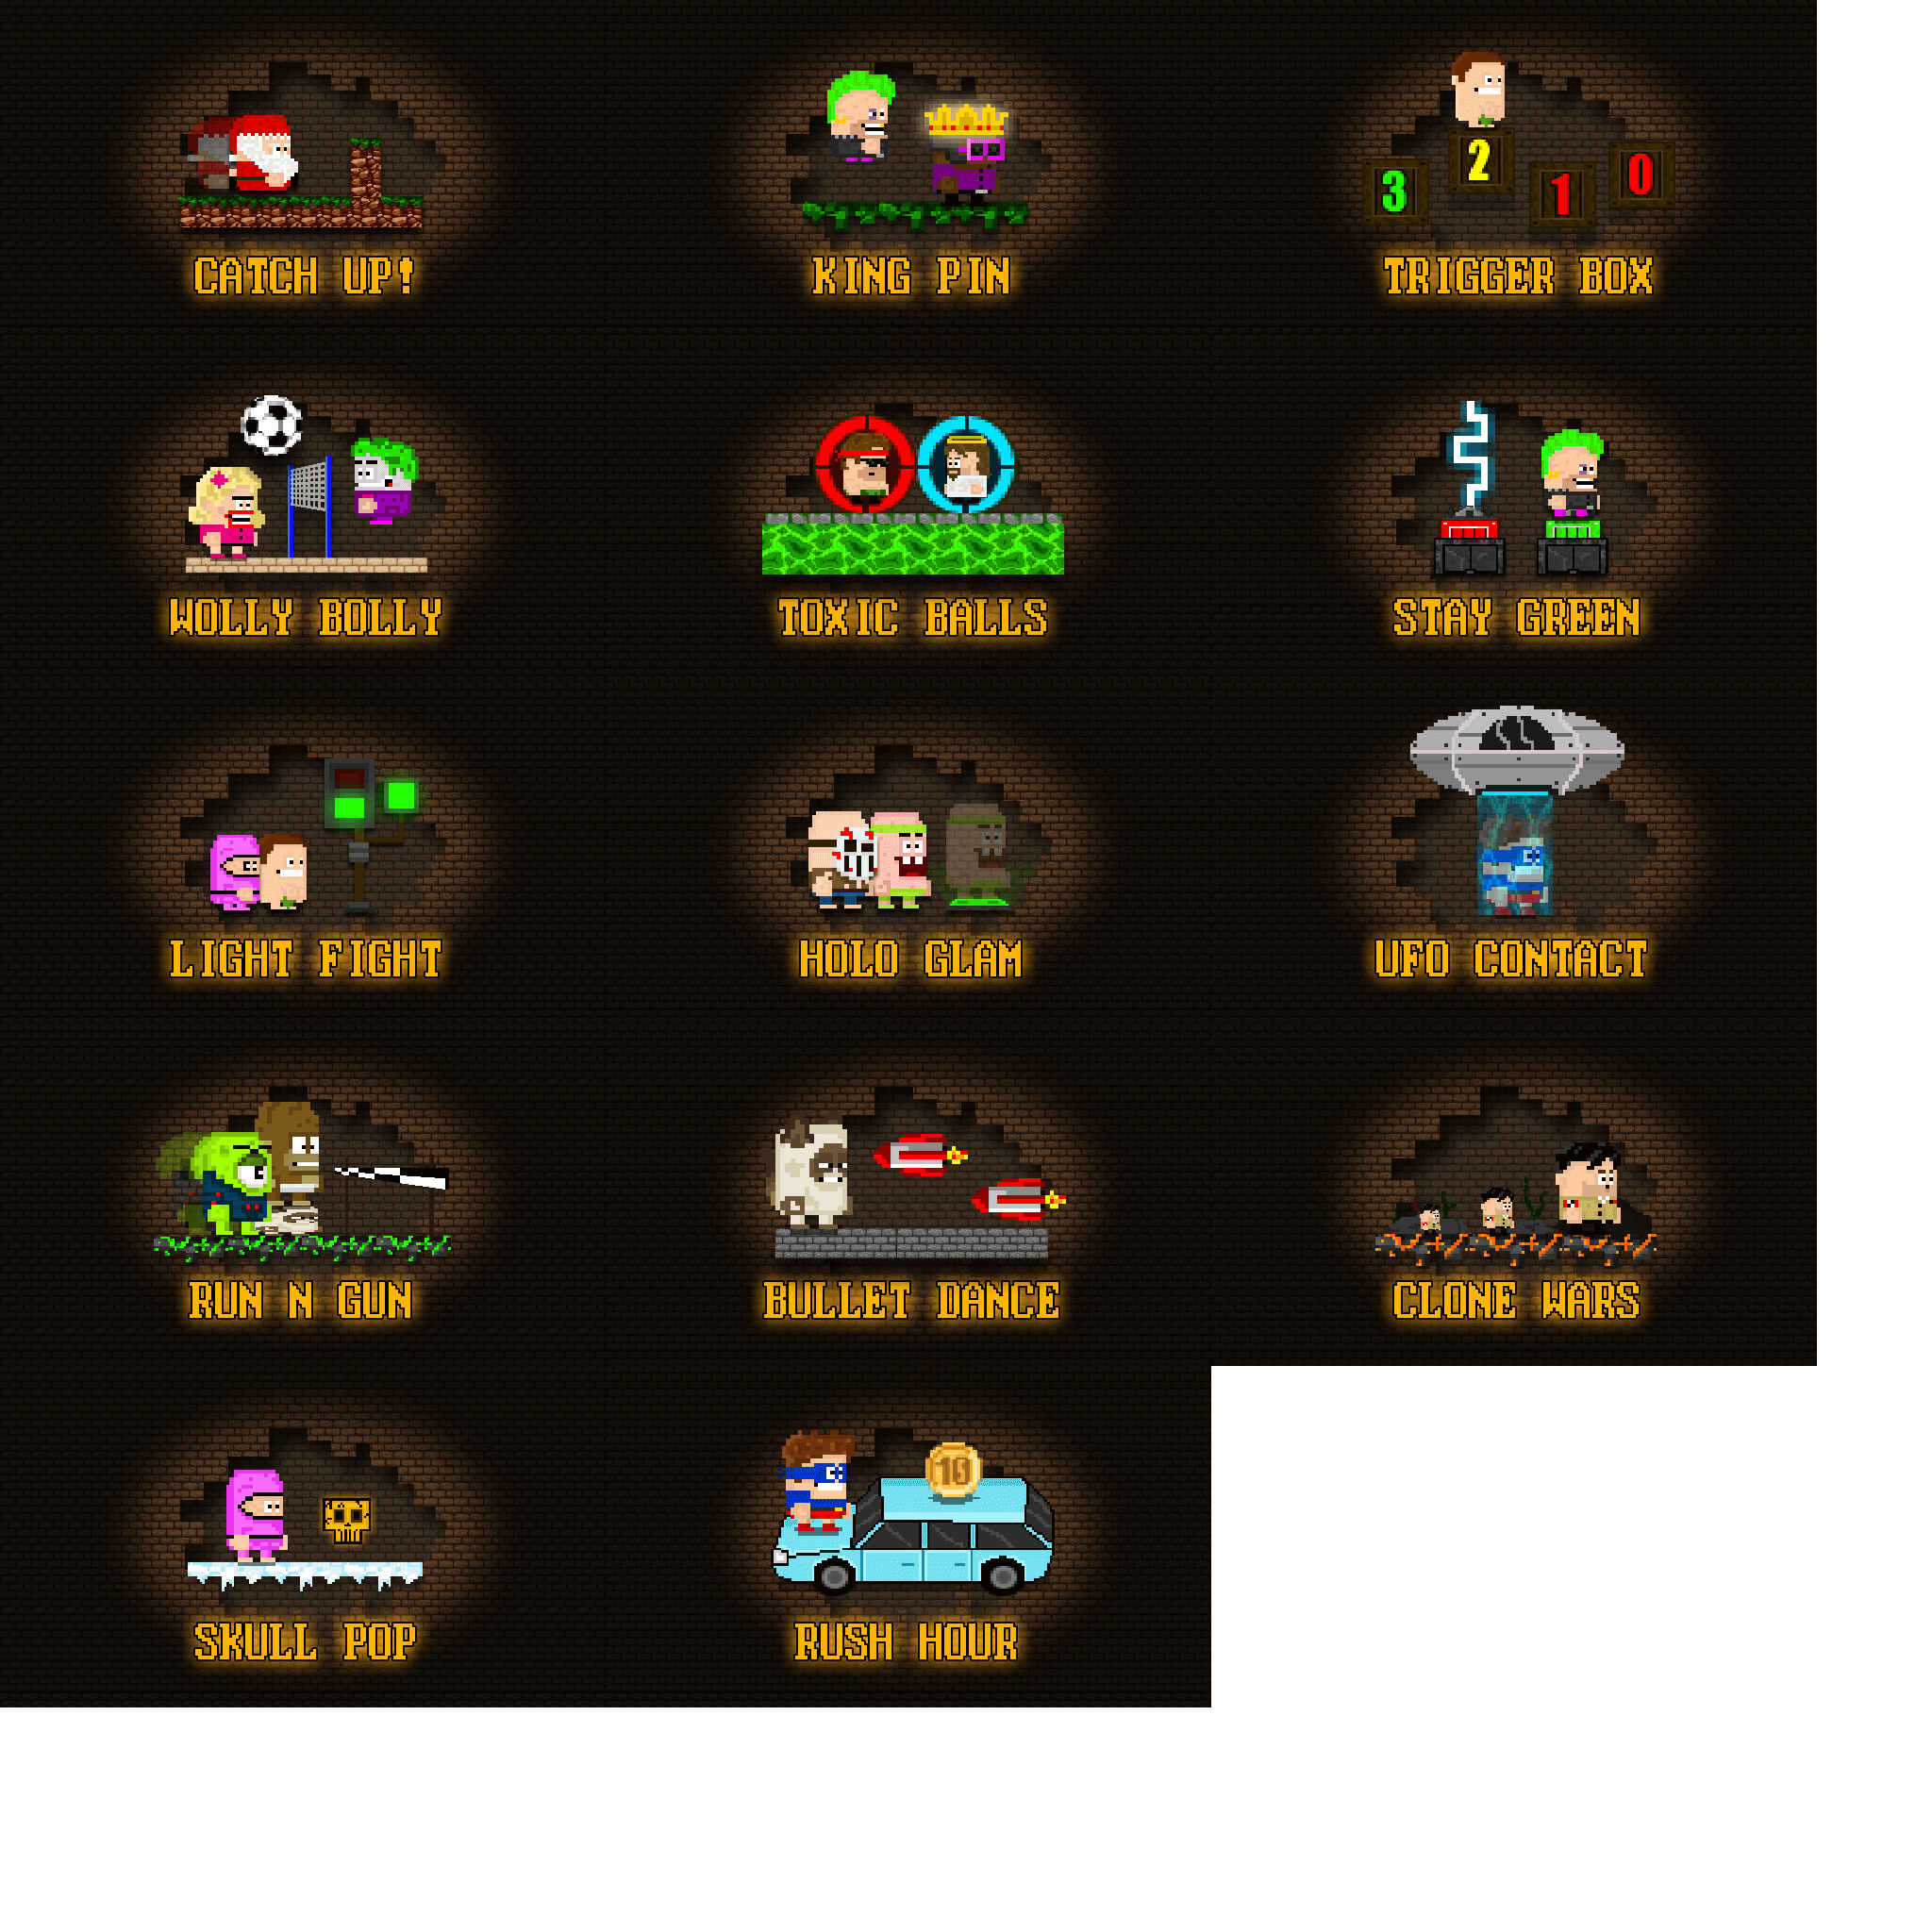 CATCH UP!
KING PIN
3 2 1 0
TRIGGER BOX
WOLLY BOLLY
TOXIC BALLS
STAY GREEN
LIGHT FIGHT
HOLO GLAM
UFO CONTACT
RUN N GUN
BULLET DANCE
CLONE WARS
SKULL POP
10
RUSH HOUR